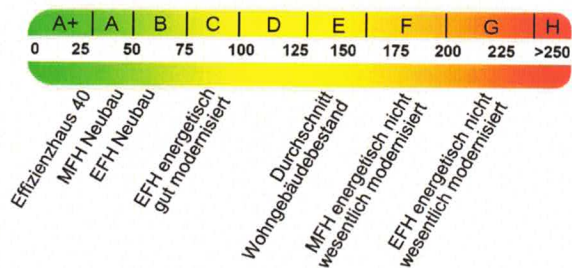 A+ A B C D E F G H
0 25 50 75 100 125 150 175 200 225 >250
Effizienzhaus 40
MFH Neubau
EFH Neubau
EFH energetisch
gut modernisiert
Durchschnitt
Wohngebäudebestand
MFH energetisch nicht
wesentlich modernisiert
EFH energetisch nicht
wesentlich modernisiert